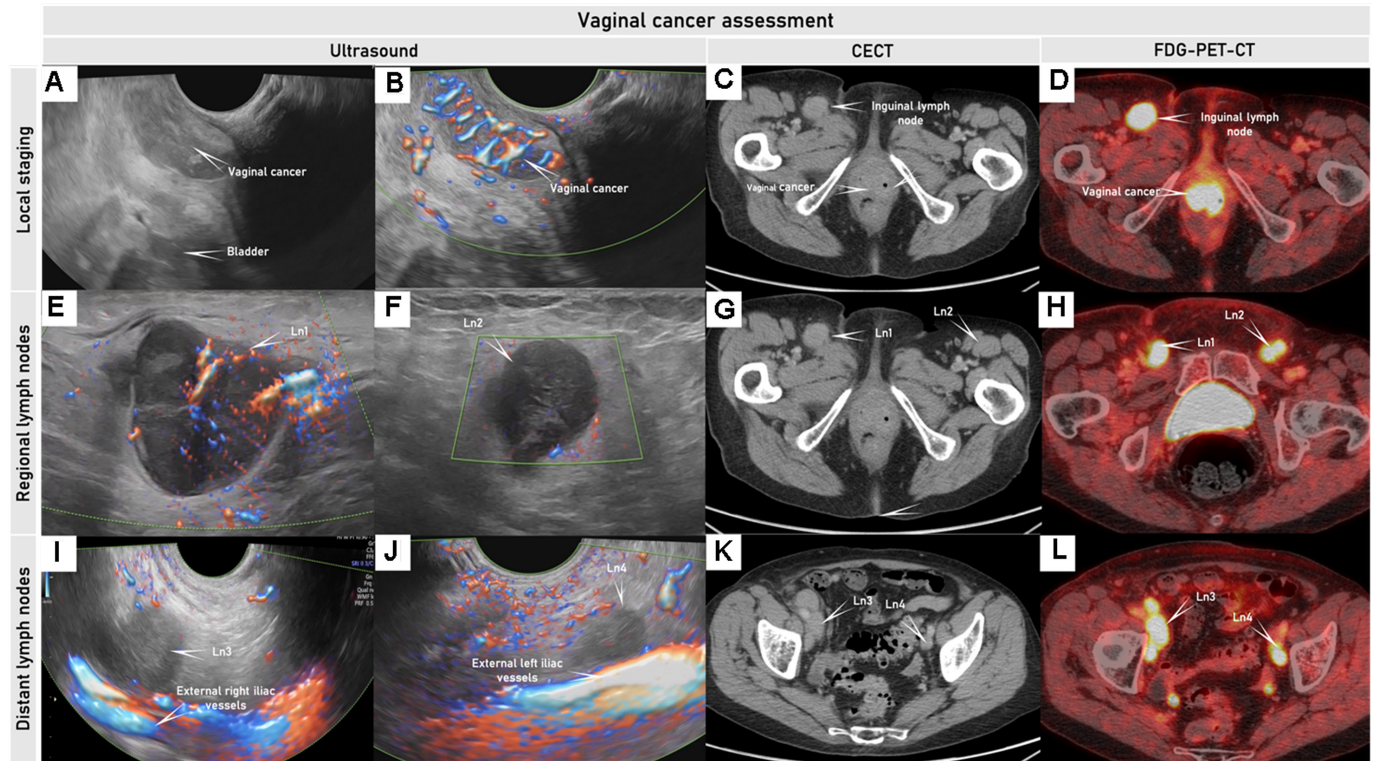 Vaginal cancer assessment
Ultrasound
CECT
FDG-PET-CT
Local staging
A
Vaginal cancer
Bladder
B
Vaginal cancer
C
Inguinal lymph
node
Vaginal cancer
D
Inguinal lymph
node
Vaginal cancer
Regional lymph nodes
E
Ln1
F
Ln2
G
Ln1
Ln2
H
Ln1
Ln2
Distant lymph nodes
I
Ln3
External right iliac
vessels
J
Ln4
External left iliac
vessels
K
Ln3
Ln4
L
Ln3
Ln4